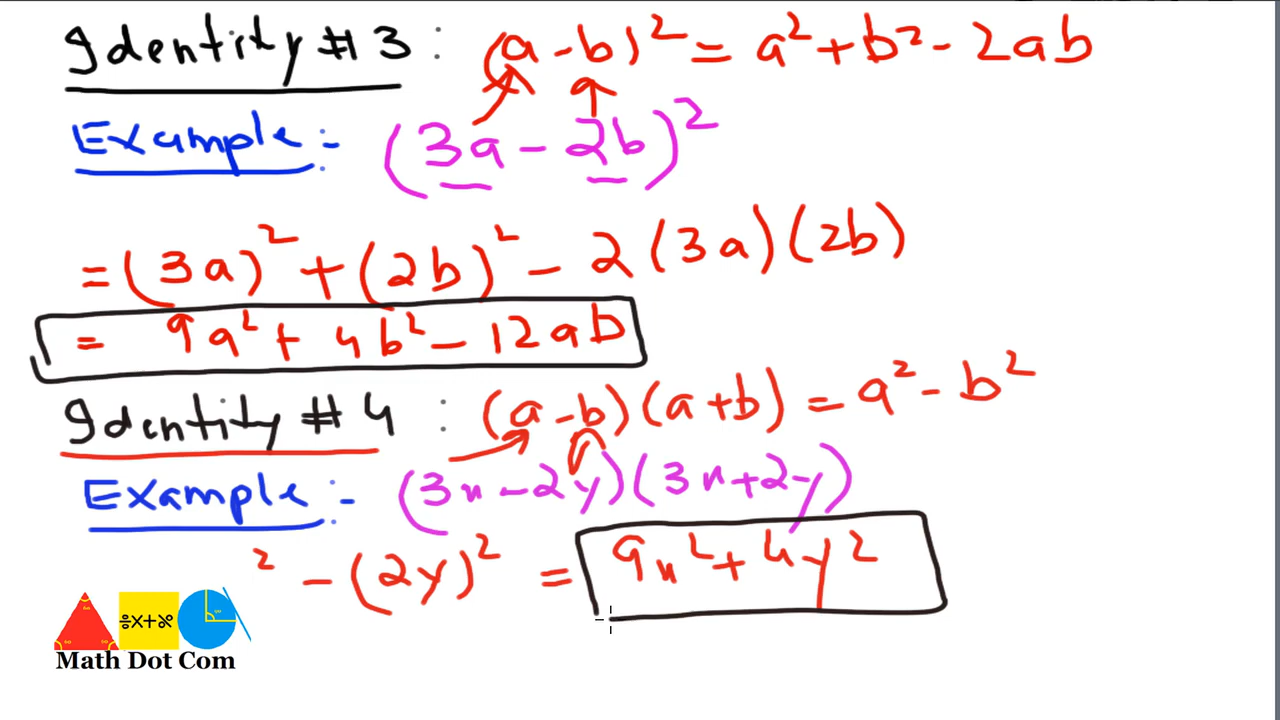 Identity #3 : (a-b)² = a²+b²-2ab
Example:- (3a-2b)²
=(3a)²+(2b)²-2(3a)(2b)
= 9a²+4b²-12ab
Identity #4 : (a-b)(a+b)=a²-b²
Example:- (3x-2y)(3x+2y)
² -(2y)² = 9x²+4y²
÷X+%
Math Dot Com